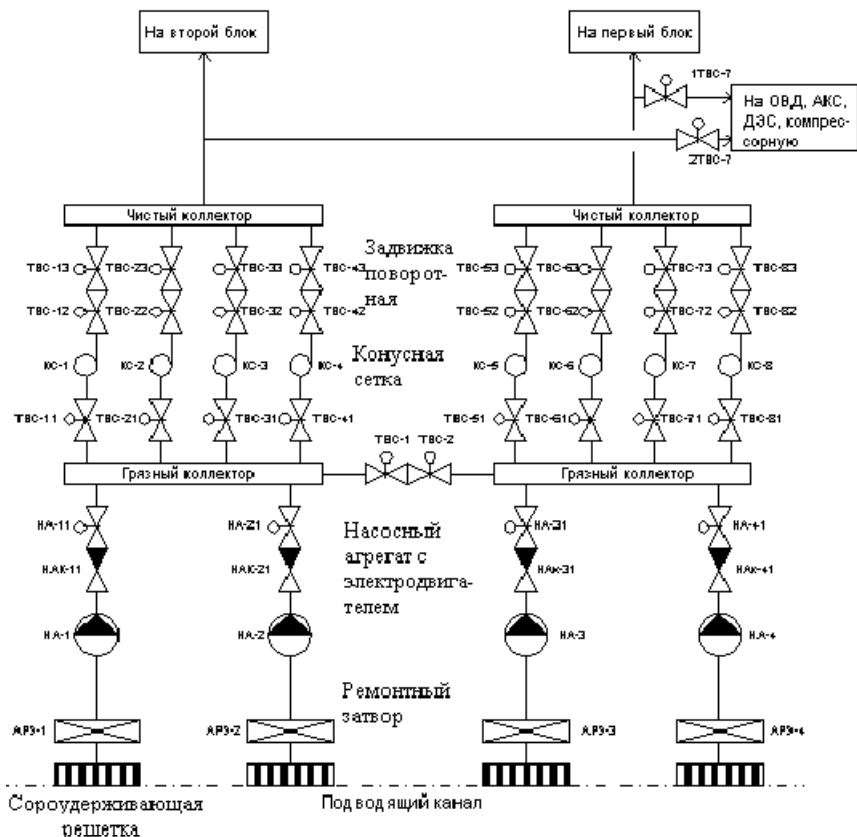 На второй блок
На первый блок
1ТВС-7
На ОВД, АКС,
ДЭС, компрес-
сорную
2ТВС-7
Чистый коллектор
Чистый коллектор
Задвижка
поворот-
ная
ТВС-13 ТВС-23 ТВС-33 ТВС-43 ТВС-53 ТВС-63 ТВС-73 ТВС-83
ТВС-12 ТВС-22 ТВС-32 ТВС-42 ТВС-52 ТВС-62 ТВС-72 ТВС-82
Конусная
сетка
КС-1 КС-2 КС-3 КС-4 КС-5 КС-6 КС-7 КС-8
ТВС-11 ТВС-21 ТВС-31 ТВС-41 ТВС-51 ТВС-61 ТВС-71 ТВС-81
ТВС-1 ТВС-2
Грязный коллектор
Грязный коллектор
НА-11 НА-21 НА-31 НА-41
Насосный
агрегат с
электродвига-
телем
НАК-11 НАК-21 НАк-31 НАк-41
НА-1 НА-2 НА-3 НА-4
Ремонтный
затвор
АРЗ-1 АРЗ-2 АРЗ-3 АРЗ-4
Сороудерживающая
решетка
Подводящий канал